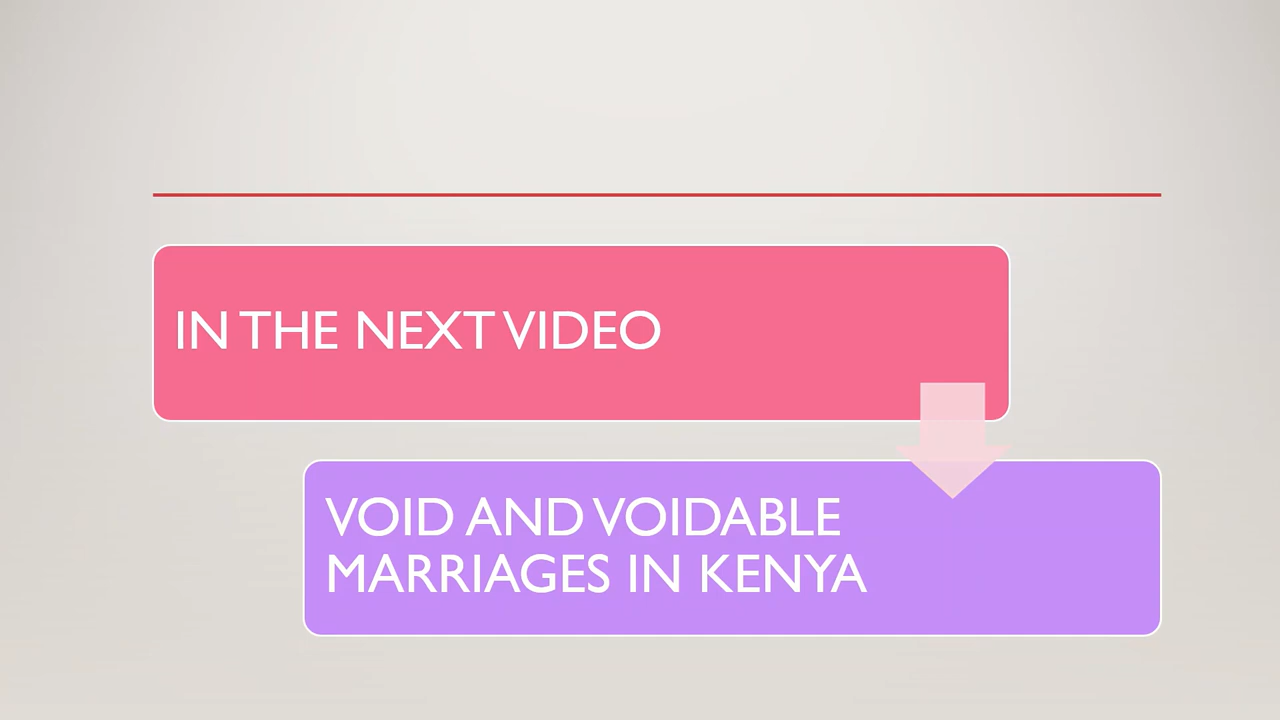 IN THE NEXT VIDEO
VOID AND VOIDABLE
MARRIAGES IN KENYA